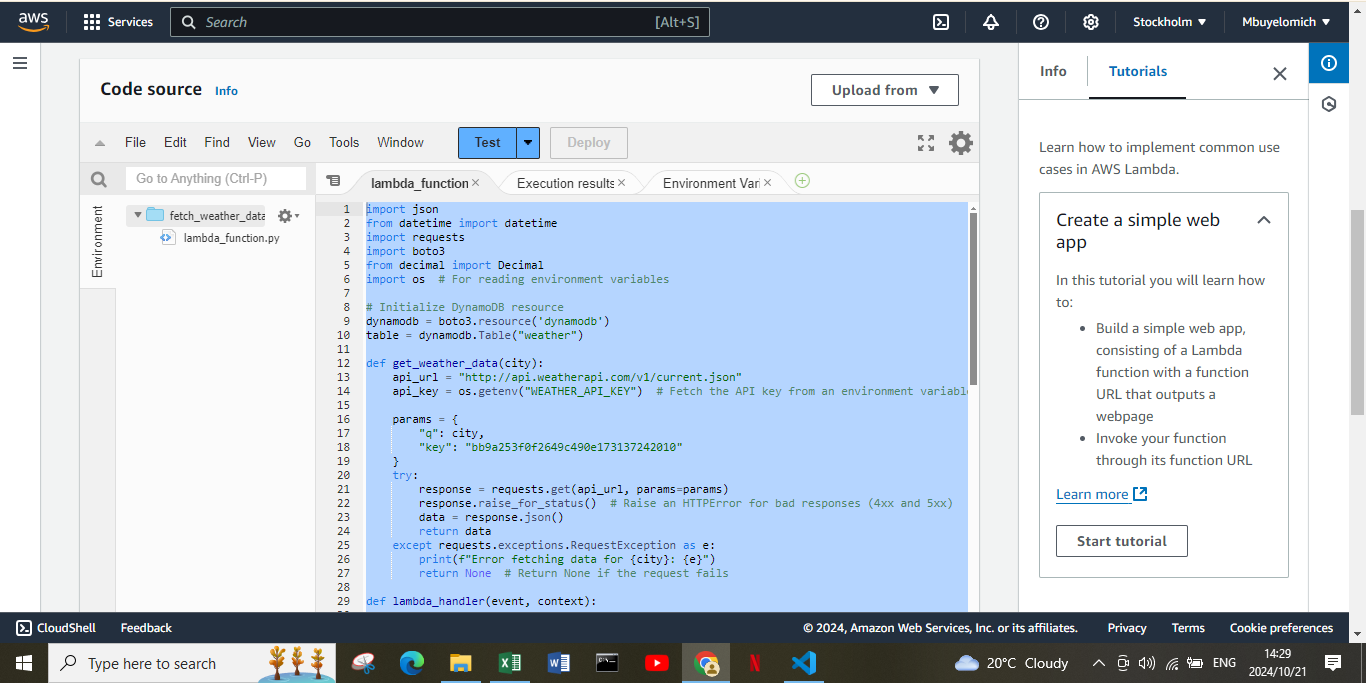 aws
Services
Search
[Alt+S]
Stockholm
Mbuyelomich
Code source
Info
Upload from
File
Edit
Find
View
Go
Tools
Window
Test
Deploy
Go to Anything (Ctrl-P)
lambda_function
Execution results
Environment Var
Environment
fetch_weather_data
lambda_function.py
1 import json
2 from datetime import datetime
3 import requests
4 import boto3
5 from decimal import Decimal
6 import os  # For reading environment variables
7
8 # Initialize DynamoDB resource
9 dynamodb = boto3.resource('dynamodb')
10 table = dynamodb.Table("weather")
11
12 def get_weather_data(city):
13     api_url = "http://api.weatherapi.com/v1/current.json"
14     api_key = os.getenv("WEATHER_API_KEY")  # Fetch the API key from an environment variabl
15
16     params = {
17         "q": city,
18         "key": "bb9a253f0f2649c490e173137242010"
19     }
20     try:
21         response = requests.get(api_url, params=params)
22         response.raise_for_status()  # Raise an HTTPError for bad responses (4xx and 5xx)
23         data = response.json()
24         return data
25     except requests.exceptions.RequestException as e:
26         print(f"Error fetching data for {city}: {e}")
27         return None  # Return None if the request fails
28
29 def lambda_handler(event, context):
Info
Tutorials
Learn how to implement common use
cases in AWS Lambda.
Create a simple web
app
In this tutorial you will learn how
to:
• Build a simple web app,
consisting of a Lambda
function with a function
URL that outputs a
webpage
• Invoke your function
through its function URL
Learn more
Start tutorial
CloudShell
Feedback
© 2024, Amazon Web Services, Inc. or its affiliates.
Privacy
Terms
Cookie preferences
Type here to search
20°C Cloudy
ENG
14:29
2024/10/21